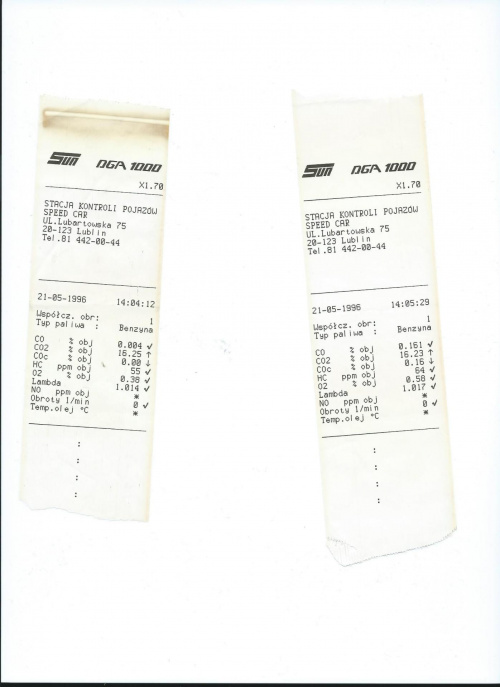 Sun DGA 1000
X1.70
STACJA KONTROLI POJAZÓW
SPEED CAR
UL.Lubartowska 75
20-123 Lublin
Tel.81 442-00-44
21-05-1996 14:04:12
Współcz. obr: 1
Typ paliwa : Benzyna
CO % obj 0.004 ✓
CO2 % obj 16.25 ↑
COc % obj 0.00 ↓
HC ppm obj 55 ✓
O2 % obj 0.38 ✓
Lambda 1.014 ✓
NO ppm obj *
Obroty 1/min 0 ✓
Temp.olej °C *
:
:
:
:
Sun DGA 1000
X1.70
STACJA KONTROLI POJAZÓW
SPEED CAR
UL.Lubartowska 75
20-123 Lublin
Tel.81 442-00-44
21-05-1996 14:05:29
Współcz. obr: 1
Typ paliwa : Benzyna
CO % obj 0.161 ✓
CO2 % obj 16.23 ↑
COc % obj 0.16 ↓
HC ppm obj 64 ✓
O2 % obj 0.58 ✓
Lambda 1.017 ✓
NO ppm obj *
Obroty 1/min 0 ✓
Temp.olej °C *
:
:
:
: